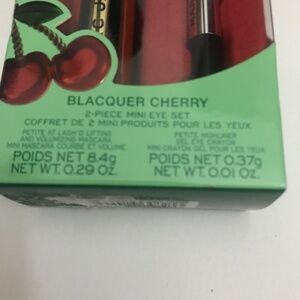 BLACQUER CHERRY
2-PIECE MINI EYE SET
COFFRET DE 2 MINI PRODUITS POUR LES YEUX
PETITE AT LASH'D LIFTING
AND VOLUMIZING MASCARA
MINI MASCARA COURBE ET VOLUME
POIDS NET 8.4g
NET WT. 0.29 OZ.
PETITE HIGHLINER
GEL EYE CRAYON
MINI CRAYON GEL POUR LES YEUX
POIDS NET 0.37g
NET WT. 0.01 OZ.